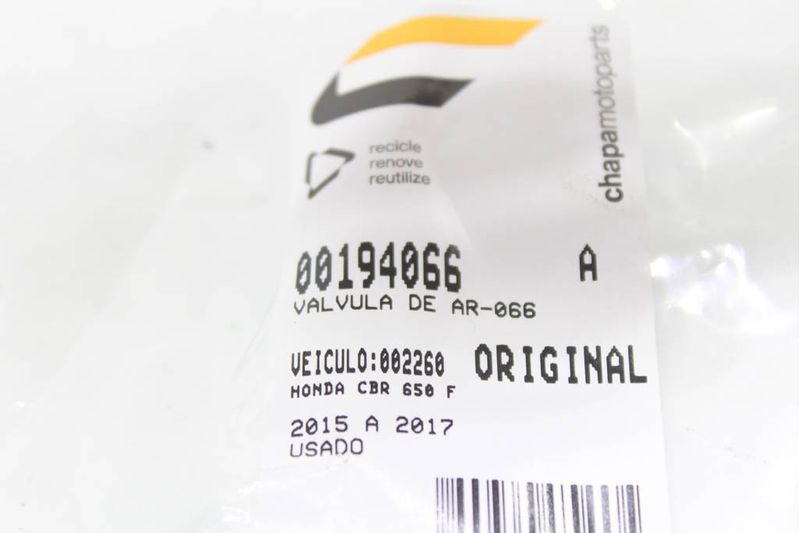 chapamotoparts
recicle
renove
reutilize
00194066 A
VALVULA DE AR-066
VEICULO:002260 ORIGINAL
HONDA CBR 650 F
2015 A 2017
USADO